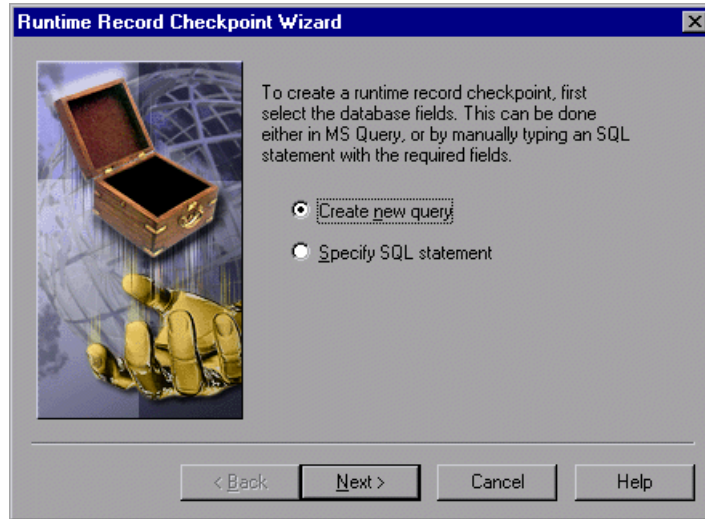 Runtime Record Checkpoint Wizard
To create a runtime record checkpoint, first
select the database fields. This can be done
either in MS Query, or by manually typing an SQL
statement with the required fields.
Create new query
Specify SQL statement
< Back Next > Cancel Help